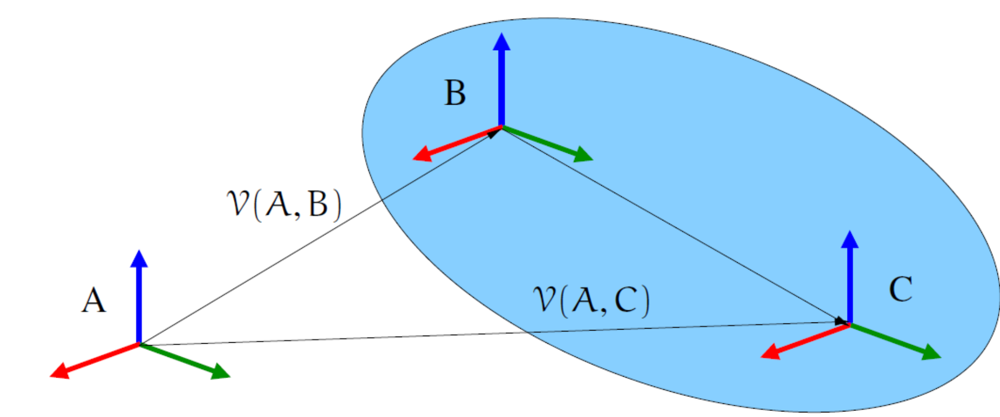 B
𝒱(A, B)
A
𝒱(A, C)
C